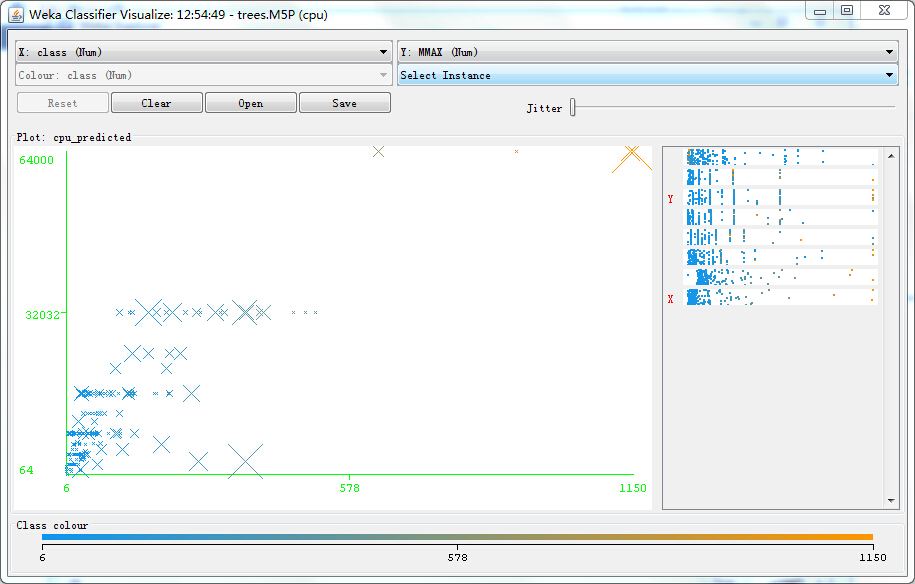 Weka Classifier Visualize: 12:54:49 - trees.M5P (cpu)
X: class (Num)
Y: MMAX (Num)
Colour: class (Num)
Select Instance
Reset
Clear
Open
Save
Jitter
Plot: cpu_predicted
64000
32032
64
6
578
1150
Y
X
Class colour
6
578
1150